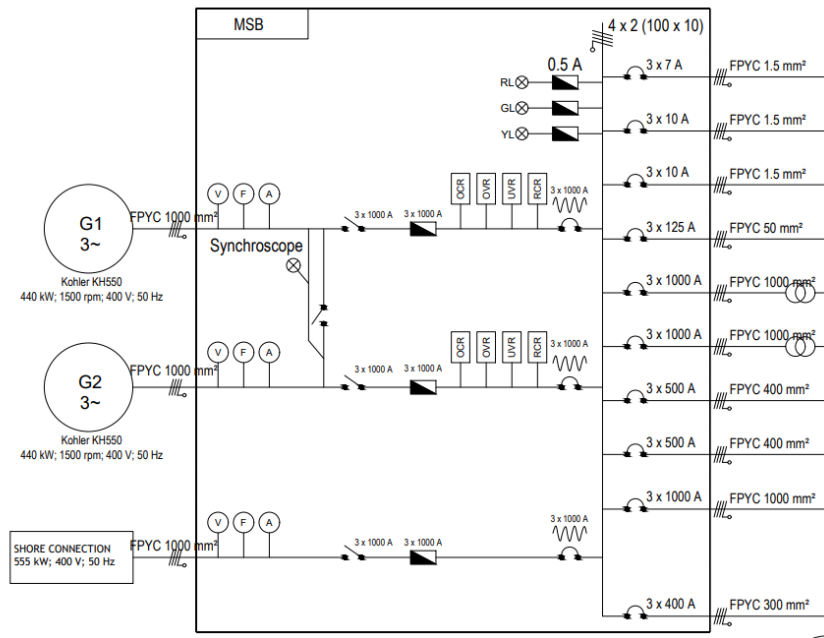 MSB
4 x 2 (100 x 10)
0.5 A
RL
GL
YL
3 x 7 A
FPYC 1.5 mm²
3 x 10 A
FPYC 1.5 mm²
3 x 10 A
FPYC 1.5 mm²
3 x 125 A
FPYC 50 mm²
3 x 1000 A
FPYC 1000 mm²
3 x 1000 A
FPYC 1000 mm²
3 x 500 A
FPYC 400 mm²
3 x 500 A
FPYC 400 mm²
3 x 1000 A
FPYC 1000 mm²
3 x 400 A
FPYC 300 mm²
G1
3~
Kohler KH550
440 kW; 1500 rpm; 400 V; 50 Hz
FPYC 1000 mm²
V
F
A
3 x 1000 A
3 x 1000 A
OCR
OVR
UVR
RCR
3 x 1000 A
Synchroscope
G2
3~
Kohler KH550
440 kW; 1500 rpm; 400 V; 50 Hz
FPYC 1000 mm²
V
F
A
3 x 1000 A
3 x 1000 A
OCR
OVR
UVR
RCR
3 x 1000 A
SHORE CONNECTION
555 kW; 400 V; 50 Hz
FPYC 1000 mm²
V
F
A
3 x 1000 A
3 x 1000 A
3 x 1000 A